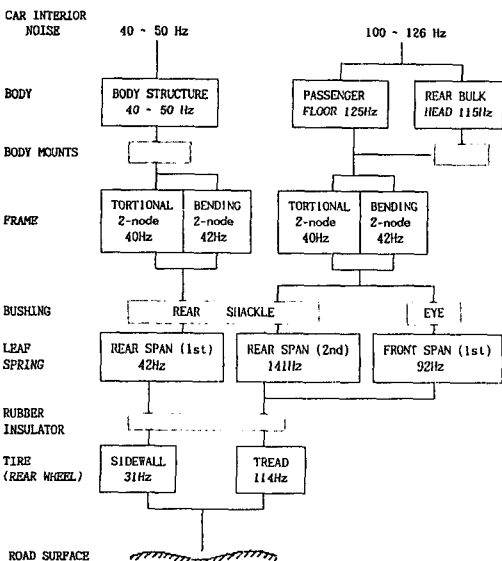 CAR INTERIOR
NOISE
40 ~ 50 Hz
100 ~ 126 Hz
BODY
BODY STRUCTURE
40 ~ 50 Hz
PASSENGER
FLOOR 125Hz
REAR BULK
HEAD 115Hz
BODY MOUNTS
FRAME
TORTIONAL
2-node
40Hz
BENDING
2-node
42Hz
TORTIONAL
2-node
40Hz
BENDING
2-node
42Hz
BUSHING
REAR SHACKLE
EYE
LEAF
SPRING
REAR SPAN (1st)
42Hz
REAR SPAN (2nd)
141Hz
FRONT SPAN (1st)
92Hz
RUBBER
INSULATOR
TIRE
(REAR WHEEL)
SIDEWALL
31Hz
TREAD
114Hz
ROAD SURFACE